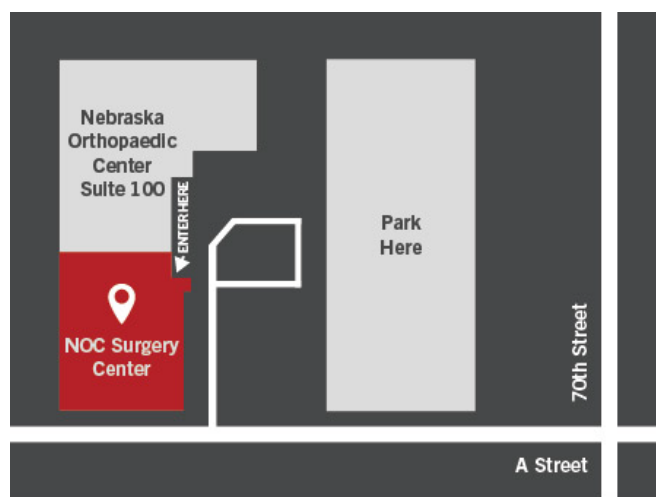 Nebraska
Orthopaedic
Center
Suite 100
ENTER HERE
NOC Surgery
Center
Park
Here
70th Street
A Street